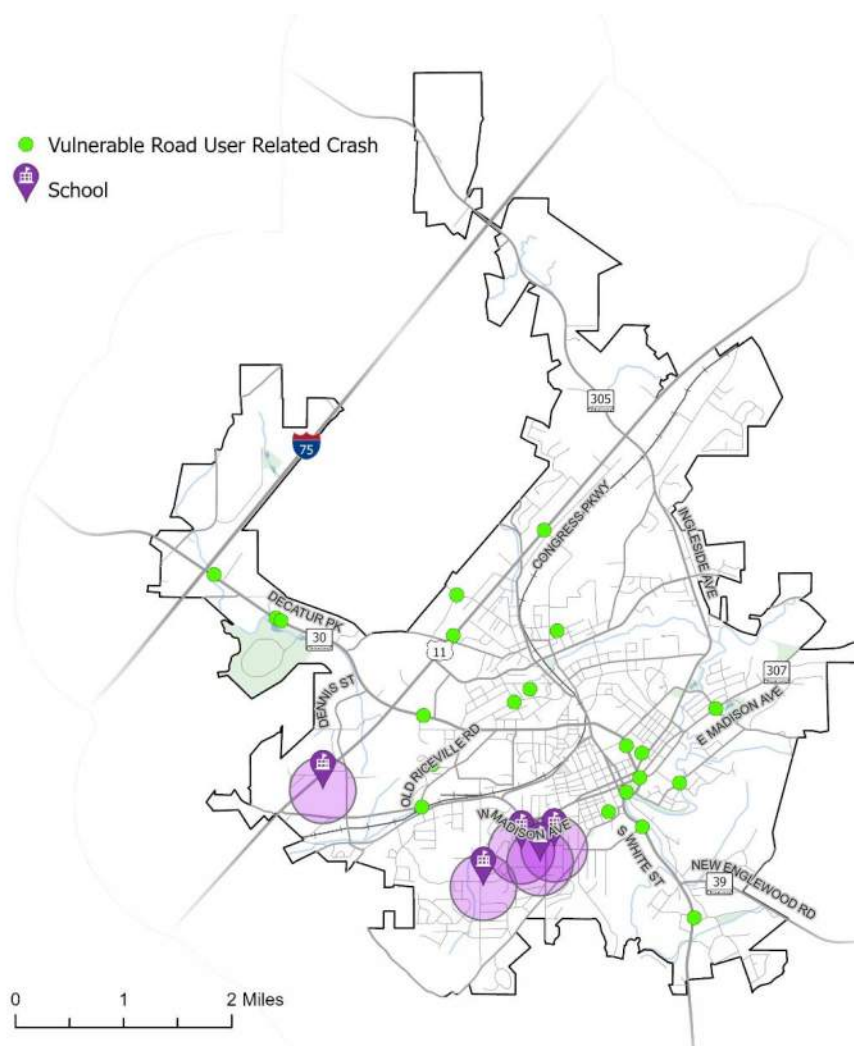 Vulnerable Road User Related Crash
School
305
75
CONGRESS PKWY
INGLESIDE AVE
DECATUR PK
30
11
307
DENNIS ST
E MADISON AVE
OLD RICEVILLE RD
W MADISON AVE
S WHITE ST
NEW ENGLEWOOD RD
39
0 1 2 Miles